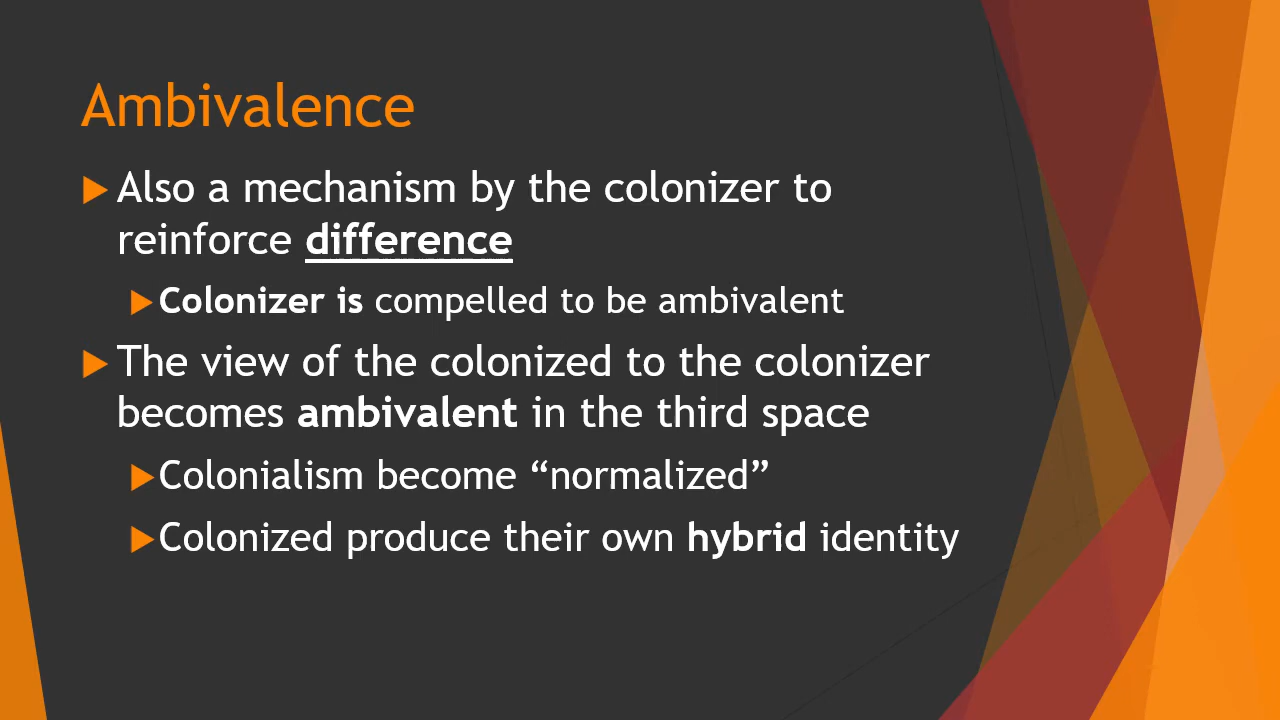 Ambivalence
Also a mechanism by the colonizer to
reinforce difference
Colonizer is compelled to be ambivalent
The view of the colonized to the colonizer
becomes ambivalent in the third space
Colonialism become “normalized”
Colonized produce their own hybrid identity